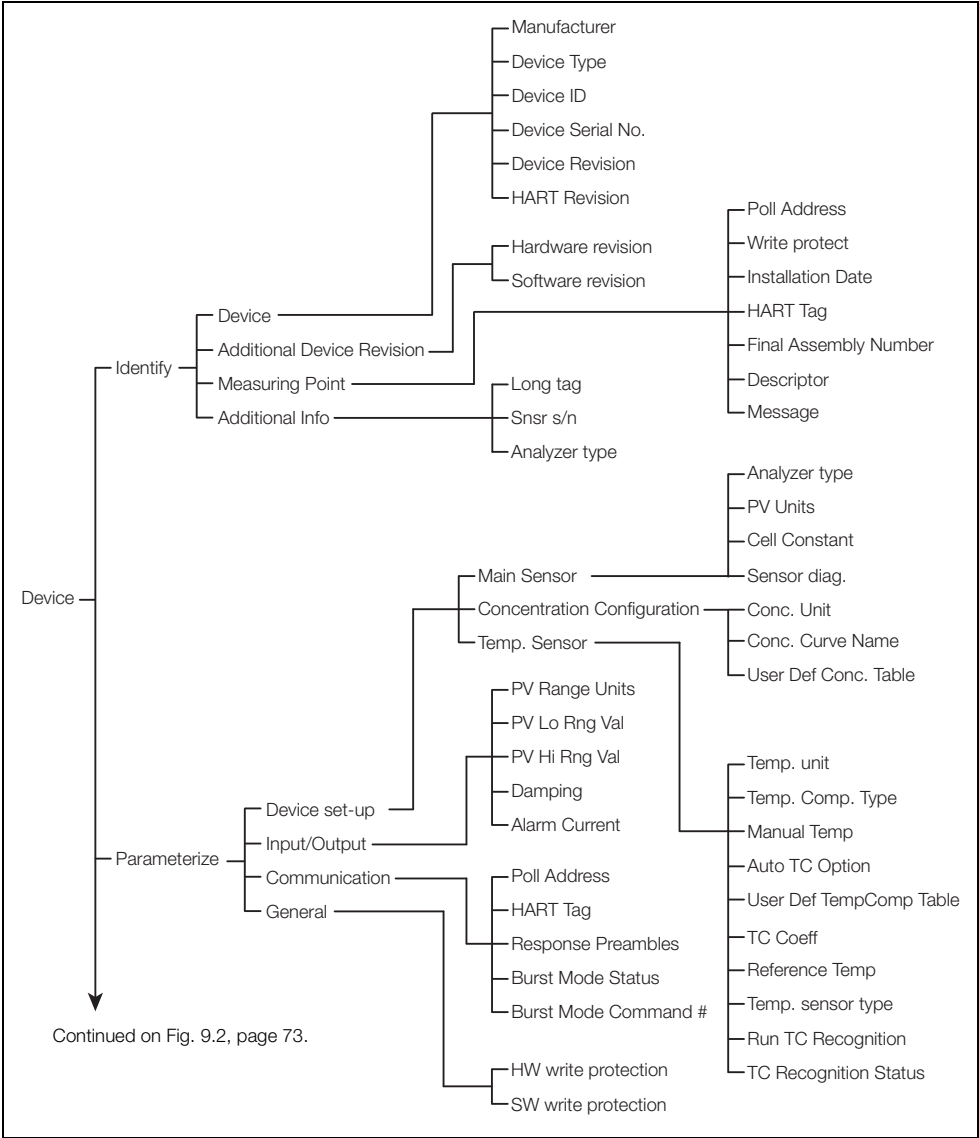 Manufacturer
Device Type
Device ID
Device Serial No.
Device Revision
HART Revision
Hardware revision
Software revision
Poll Address
Write protect
Installation Date
HART Tag
Final Assembly Number
Descriptor
Message
Device
Additional Device Revision
Identify
Measuring Point
Additional Info
Long tag
Snsr s/n
Analyzer type
Analyzer type
PV Units
Cell Constant
Sensor diag.
Main Sensor
Device
Concentration Configuration
Conc. Unit
Conc. Curve Name
User Def Conc. Table
Temp. Sensor
PV Range Units
PV Lo Rng Val
PV Hi Rng Val
Damping
Alarm Current
Device set-up
Input/Output
Parameterize
Communication
General
Temp. unit
Temp. Comp. Type
Manual Temp
Auto TC Option
User Def TempComp Table
TC Coeff
Reference Temp
Temp. sensor type
Run TC Recognition
TC Recognition Status
Poll Address
HART Tag
Response Preambles
Burst Mode Status
Burst Mode Command #
Continued on Fig. 9.2, page 73.
HW write protection
SW write protection